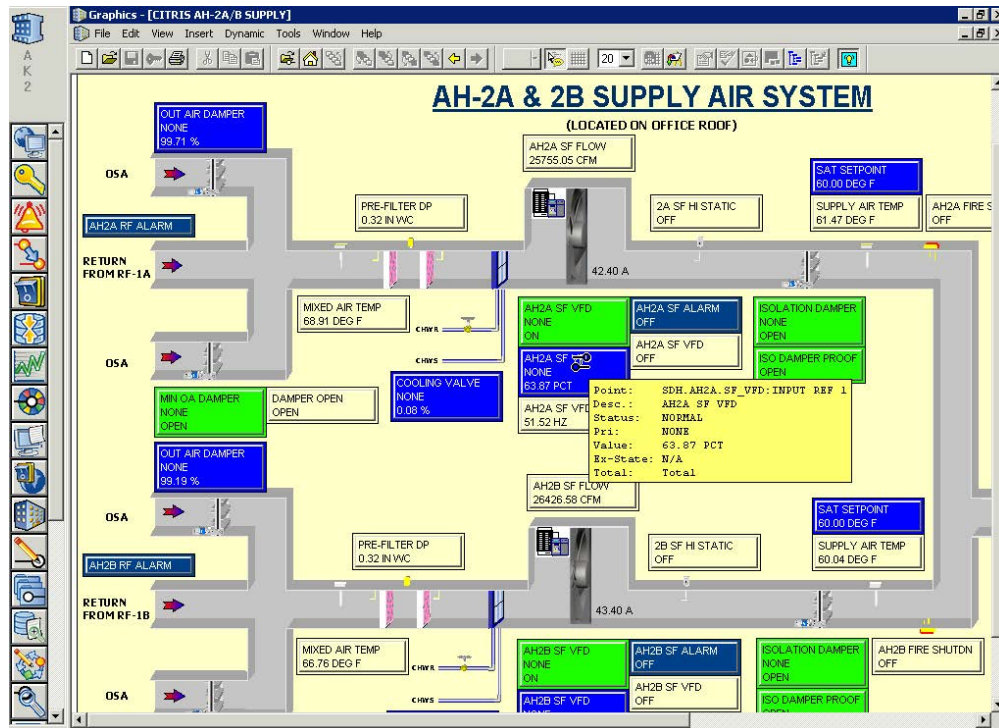 Graphics - [CITRIS AH-2A/B SUPPLY]
File Edit View Insert Dynamic Tools Window Help
A
K
2
20
AH-2A & 2B SUPPLY AIR SYSTEM
(LOCATED ON OFFICE ROOF)
OUT AIR DAMPER
NONE
99.71 %
AH2A SF FLOW
25755.05 CFM
OSA
SAT SETPOINT
60.00 DEG F
PRE-FILTER DP
0.32 IN WC
2A SF HI STATIC
OFF
SUPPLY AIR TEMP
61.47 DEG F
AH2A FIRE S
OFF
AH2A RF ALARM
RETURN
FROM RF-1A
42.40 A
MIXED AIR TEMP
68.91 DEG F
CHWR
AH2A SF VFD
NONE
ON
AH2A SF ALARM
OFF
ISOLATION DAMPER
NONE
OPEN
AH2A SF VFD
OFF
OSA
CHWS
AH2A SF
NONE
63.87 PCT
ISO DAMPER PROOF
OPEN
COOLING VALVE
NONE
0.08 %
MIN OA DAMPER
NONE
OPEN
DAMPER OPEN
OPEN
AH2A SF VFD
51.52 HZ
Point: SDH.AH2A.SF_VFD:INPUT REF 1
Desc.: AH2A SF VFD
Status: NORMAL
Pri: NONE
Value: 63.87 PCT
Ex-State: N/A
Total: Total
OUT AIR DAMPER
NONE
99.19 %
AH2B SF FLOW
26426.58 CFM
OSA
SAT SETPOINT
60.00 DEG F
PRE-FILTER DP
0.32 IN WC
2B SF HI STATIC
OFF
SUPPLY AIR TEMP
60.04 DEG F
AH2B RF ALARM
RETURN
FROM RF-1B
43.40 A
MIXED AIR TEMP
66.76 DEG F
CHWR
AH2B SF VFD
NONE
ON
AH2B SF ALARM
OFF
ISOLATION DAMPER
NONE
OPEN
AH2B FIRE SHUTDN
OFF
AH2B SF VFD
OFF
OSA
CHWS
AH2B SF VFD
NONE
ISO DAMPER PROOF
OPEN